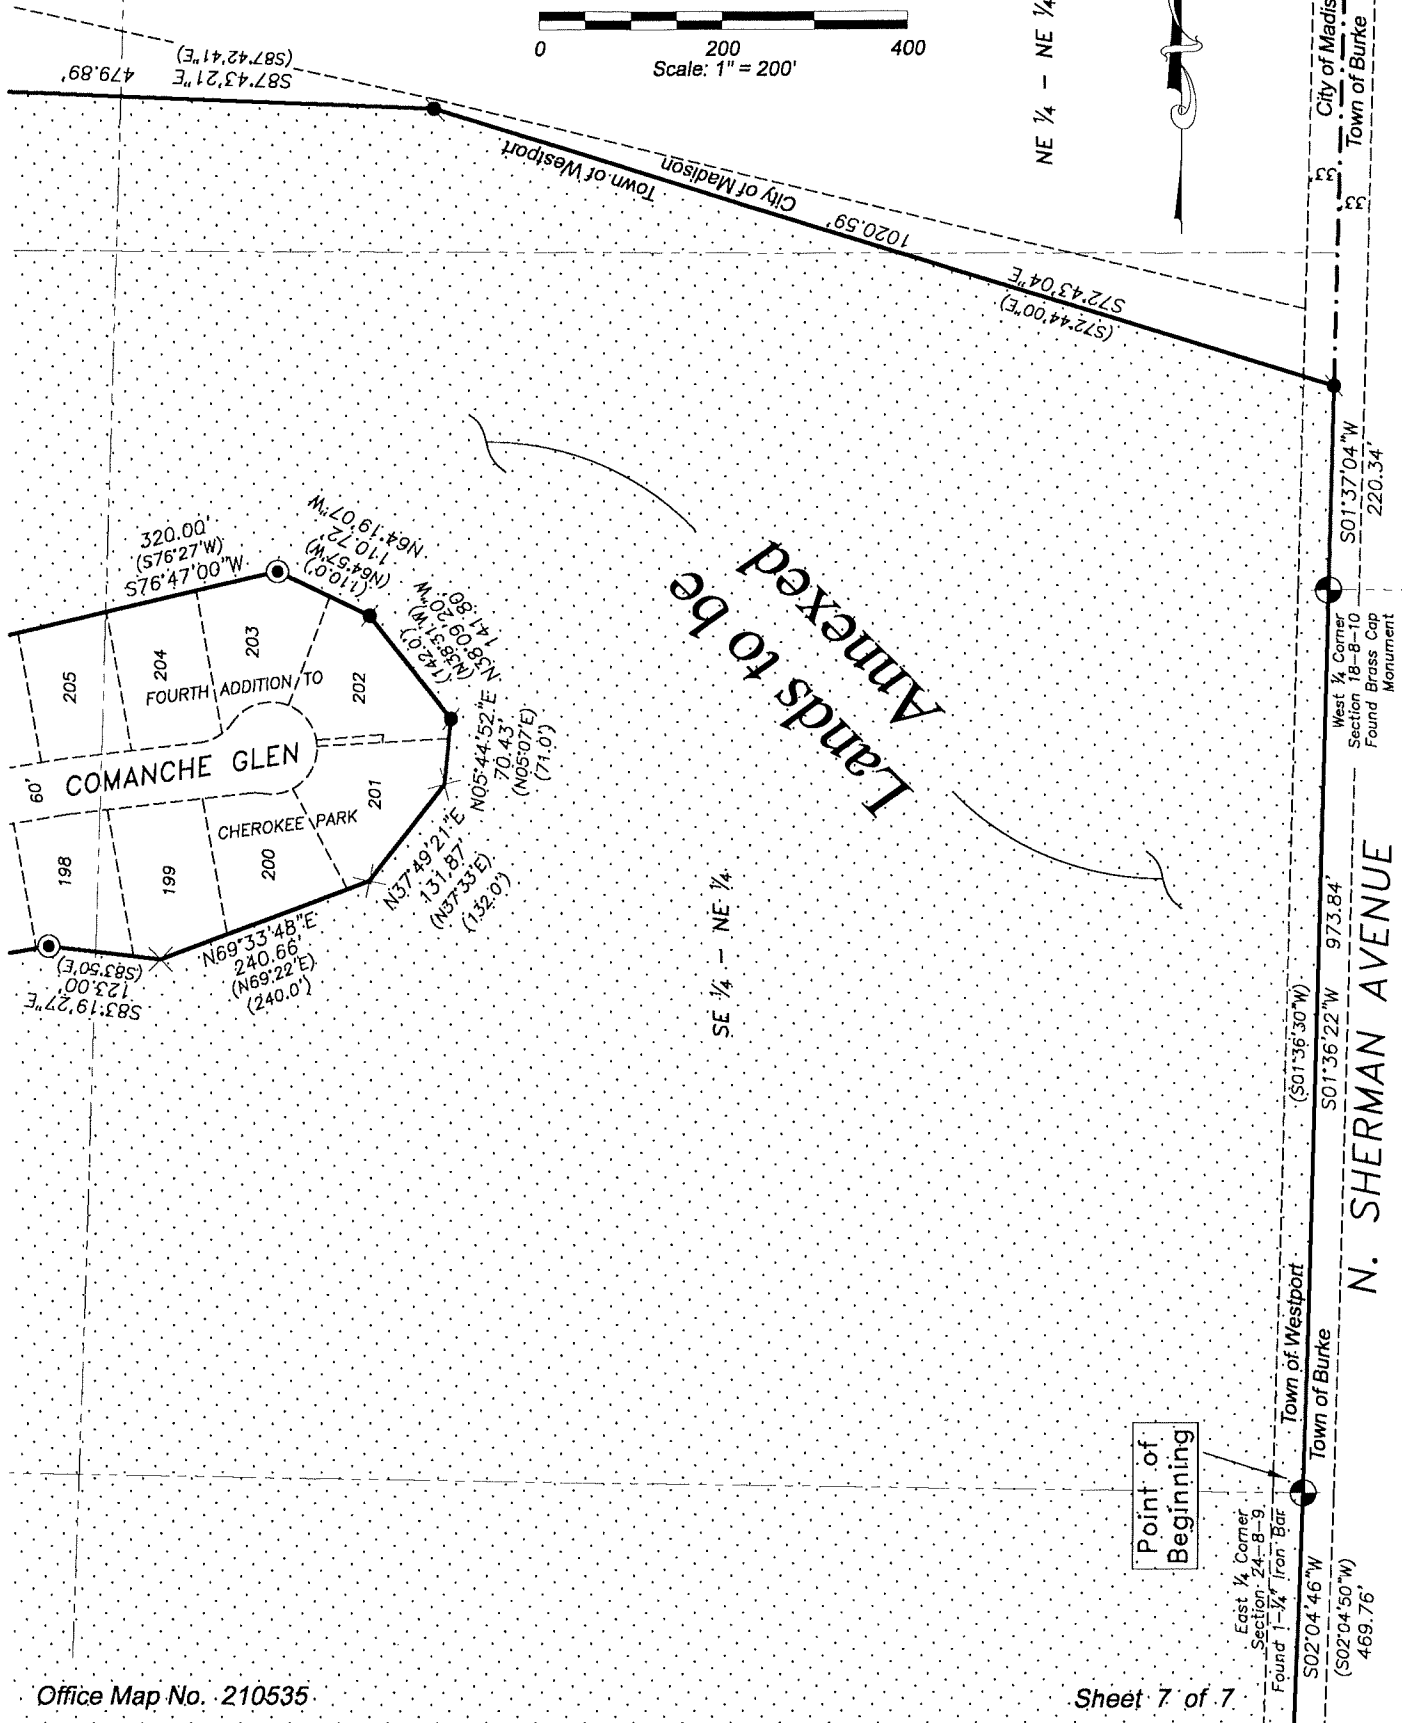 0 200 400
Scale: 1" = 200'
NE ¼ - NE ¼
City of Madis
Town of Burke
33'
33'
(S87°42'41"E)
S87°43'21"E 479.89'
Town of Westport
City of Madison
1020.59'
S72°43'04"E
(S72°44'00"E)
S01°37'04"W
220.34'
West ¼ Corner
Section 18-8-10
Found Brass Cap
Monument
Lands to be
Annexed
320.00'
(S76°27'W)
S76°47'00"W
N64°19'07"W
110.72'
(N64°57'W)
(110.0')
N38°09'20"W
141.80'
(N38°31'W)
(142.0')
N05°44'52"E
70.43'
(N05°07'E)
(71.0')
N37°49'21"E
131.87'
(N37°33'E)
(132.0')
N69°33'48"E
240.66'
(N69°22'E)
(240.0')
(S83°50'E)
123.00'
S83°19'27"E
205
204
203
202
FOURTH ADDITION TO
COMANCHE GLEN
60'
CHEROKEE PARK
201
200
199
198
SE ¼ - NE ¼
973.84'
(S01°36'30"W)
S01°36'22"W
N. SHERMAN AVENUE
Town of Westport
Town of Burke
Point of
Beginning
East ¼ Corner
Section 24-8-9
Found 1-¼" Iron Bar
S02°04'46"W
(S02°04'50"W)
469.76'
Office Map No. 210535
Sheet 7 of 7